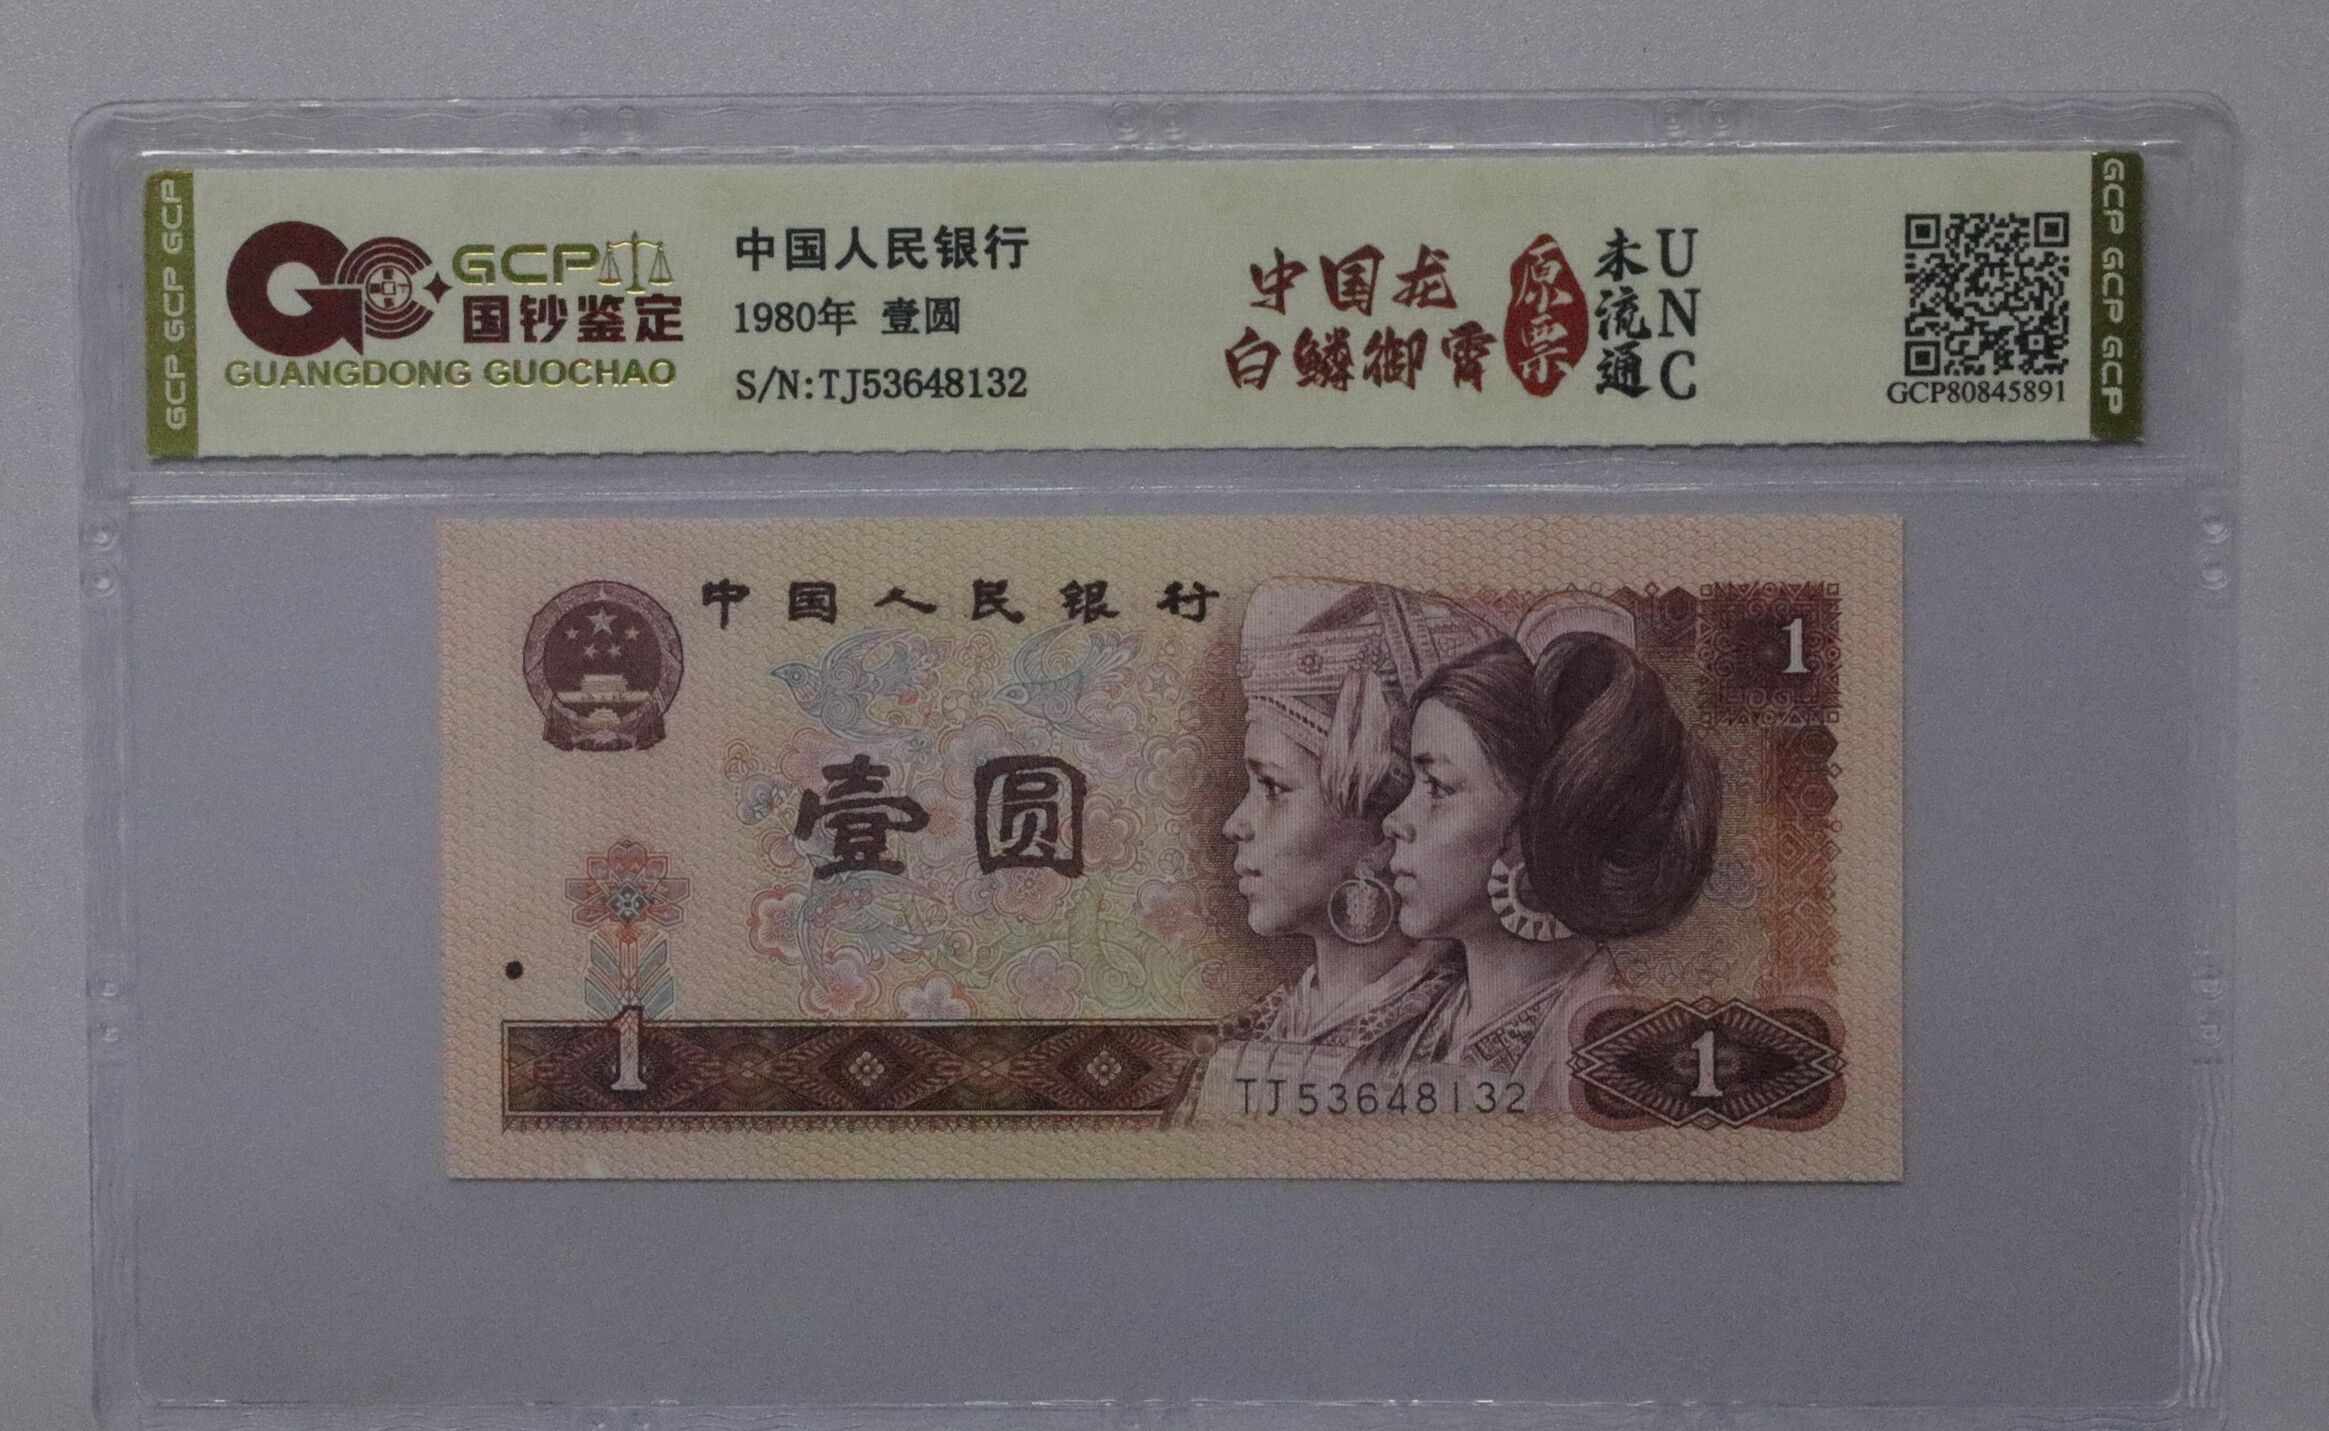 GCP GCP GCP
GCP
国钞鉴定
GUANGDONG GUOCHAO
中国人民银行
1980年 壹圆
S/N:TJ53648132
中国龙
白鳞御霄
原票
未流通
UNC
GCP80845891
GCP GCP GCP
中国人民银行
1
壹圆
1
1
TJ53648132